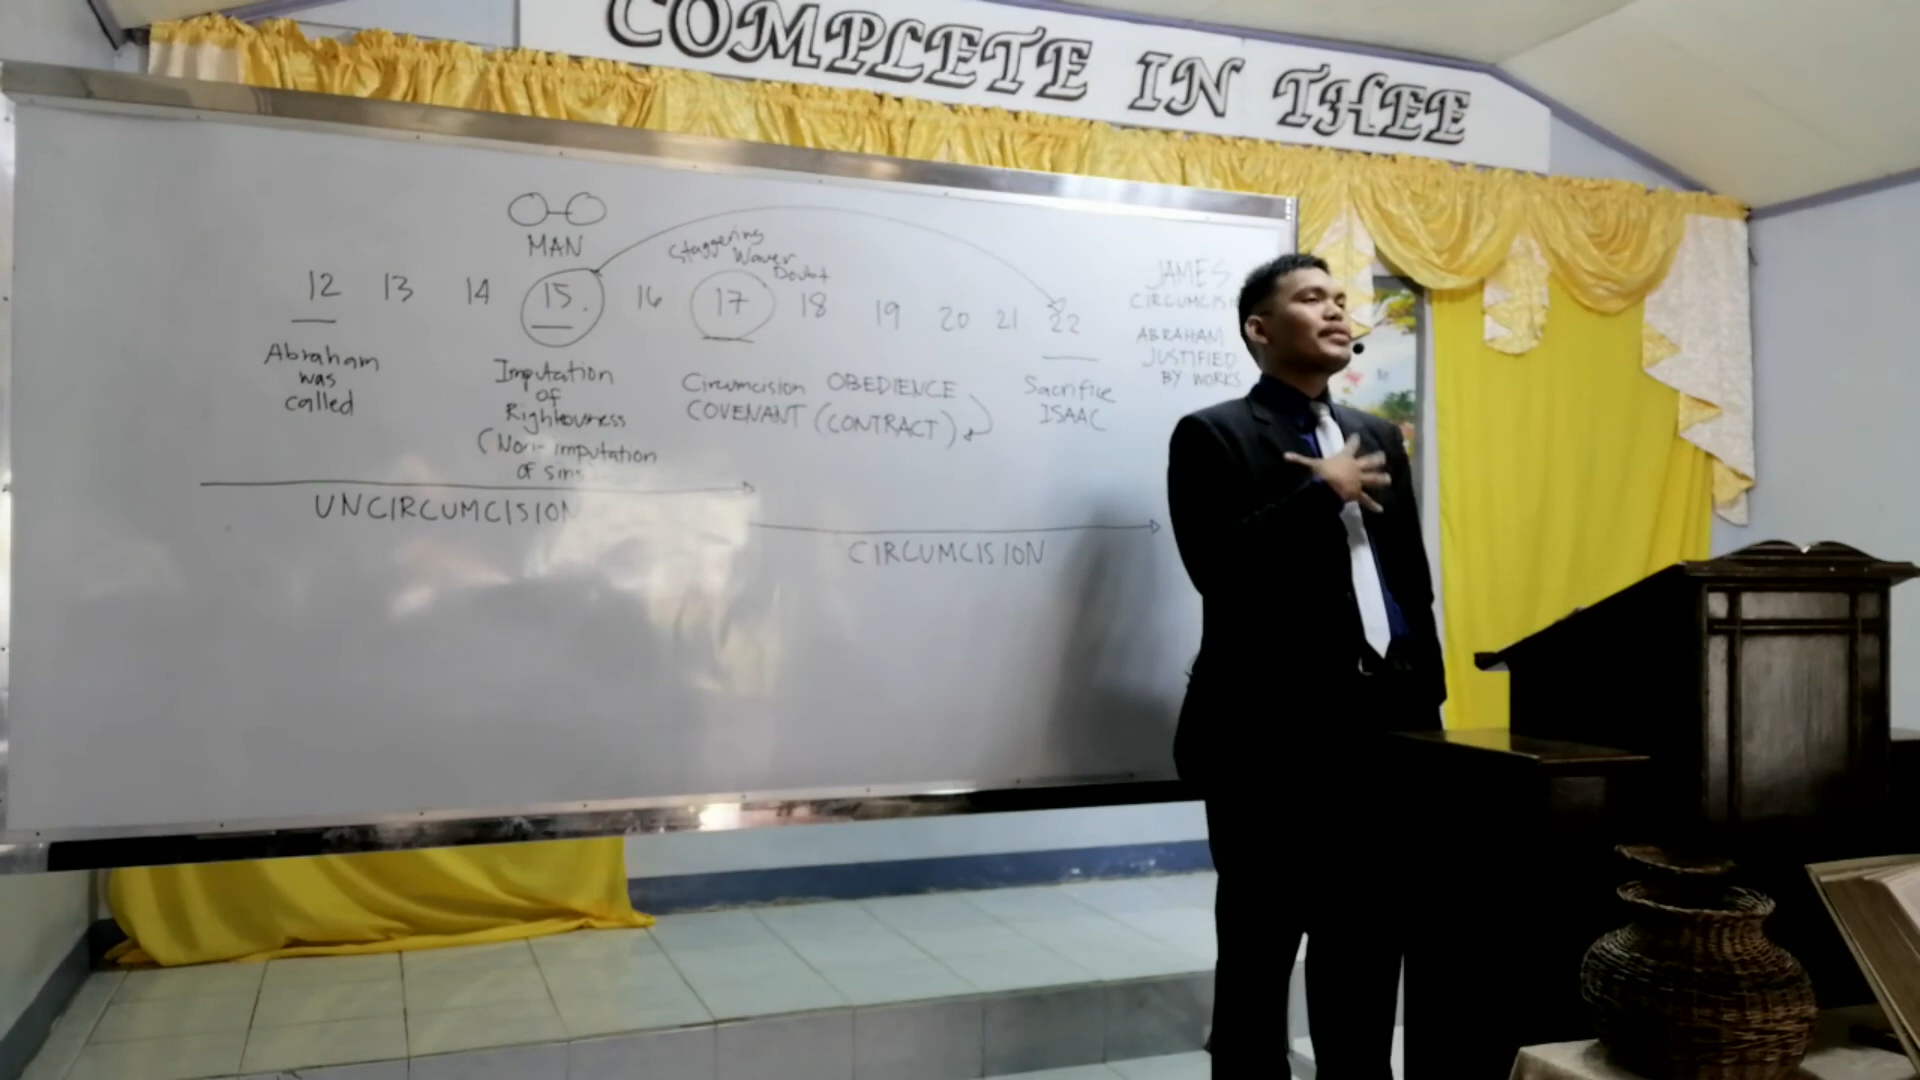 COMPLETE IN THEE
MAN
Staggering
Waver
Doubt
12 13 14 15. 16 17 18 19 20 21 22
Abraham
was
called
Imputation
of
Righteousness
(Non-imputation
of sins
Circumcision OBEDIENCE
COVENANT (CONTRACT)
Sacrifice
ISAAC
JAMES
ABRAHAM
JUSTIFIED
BY WORKS
UNCIRCUMCISION
CIRCUMCISION